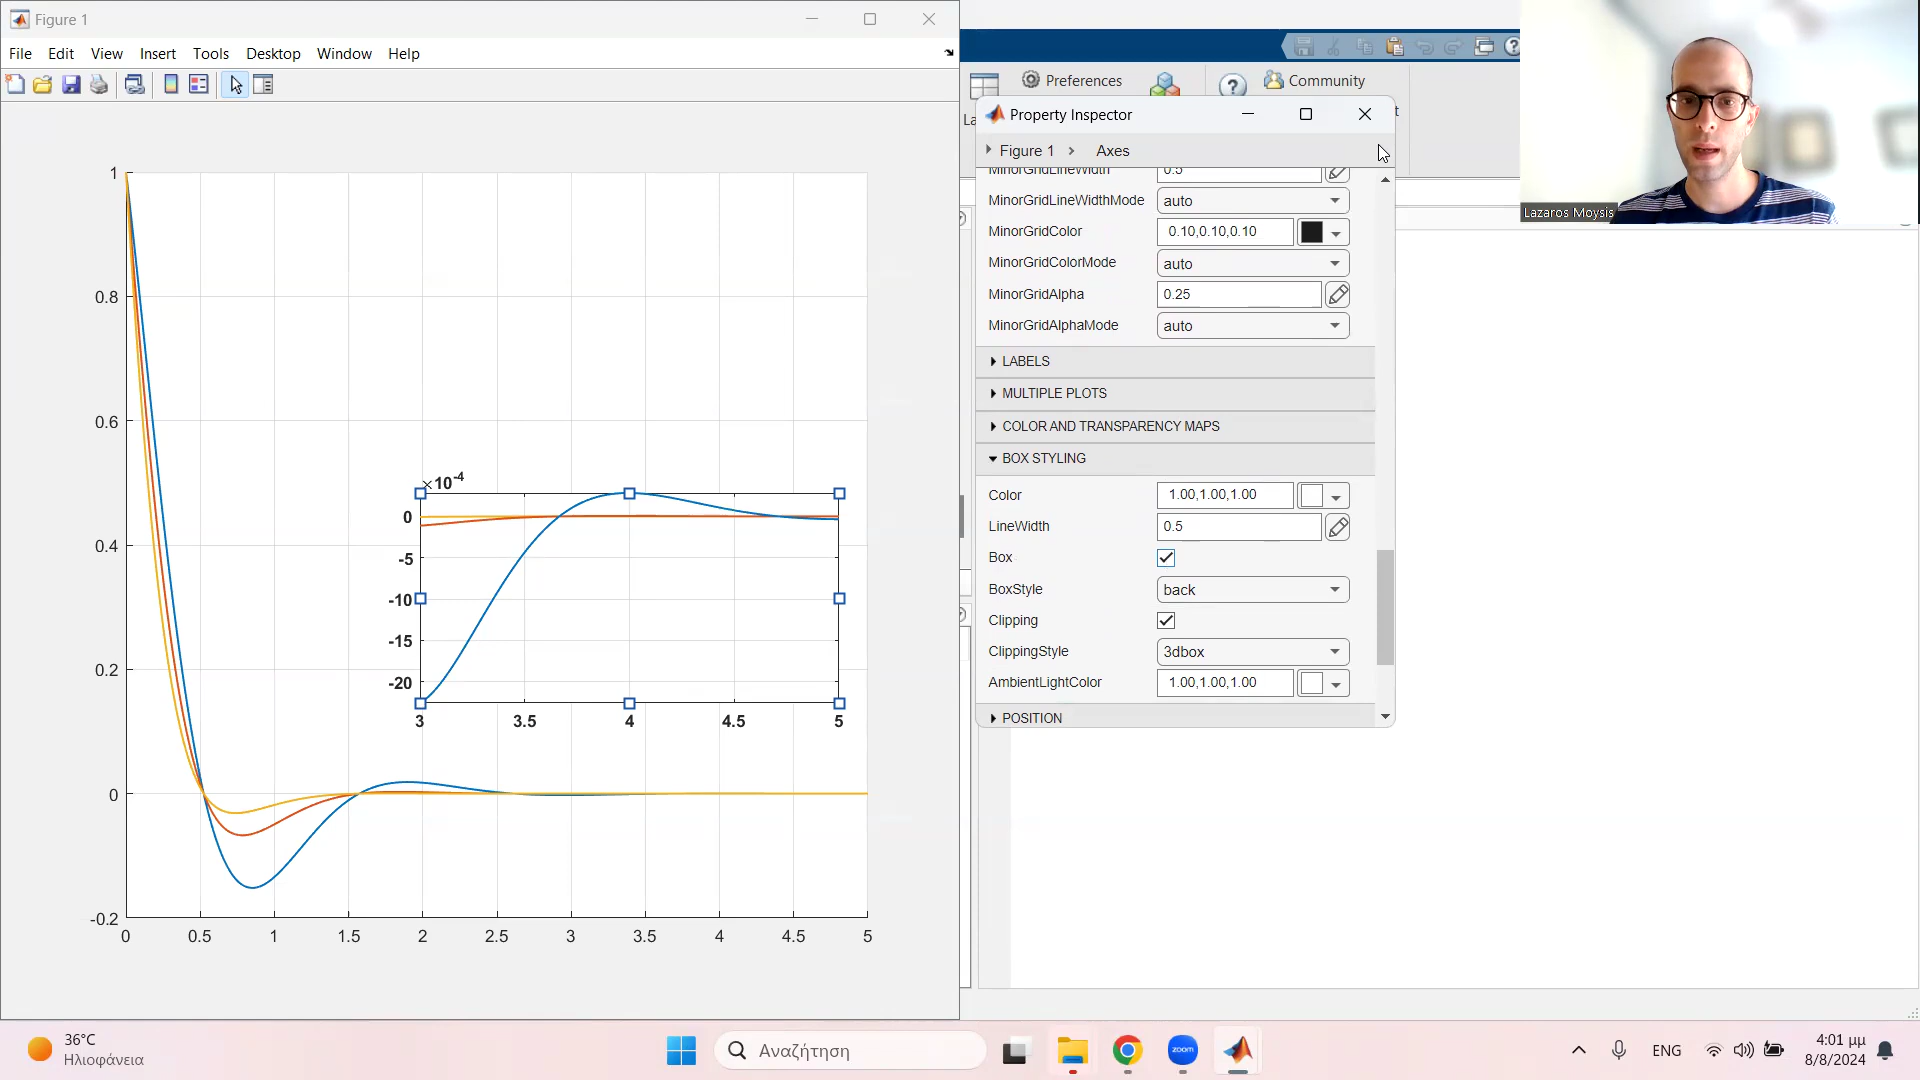 Figure 1
File Edit View Insert Tools Desktop Window Help
Preferences
Community
Property Inspector
Figure 1 Axes
MinorGridLineWidth 0.5
MinorGridLineWidthMode auto
MinorGridColor 0.10,0.10,0.10
MinorGridColorMode auto
MinorGridAlpha 0.25
MinorGridAlphaMode auto
LABELS
MULTIPLE PLOTS
COLOR AND TRANSPARENCY MAPS
BOX STYLING
Color 1.00,1.00,1.00
LineWidth 0.5
Box
BoxStyle back
Clipping
ClippingStyle 3dbox
AmbientLightColor 1.00,1.00,1.00
POSITION
Lazaros Moysis
1
0.8
0.6
0.4
0.2
0
-0.2
0 0.5 1 1.5 2 2.5 3 3.5 4 4.5 5
×10-4
0
-5
-10
-15
-20
3 3.5 4 4.5 5
36°C
Ηλιοφάνεια
Αναζήτηση
zoom
ENG
4:01 μμ
8/8/2024